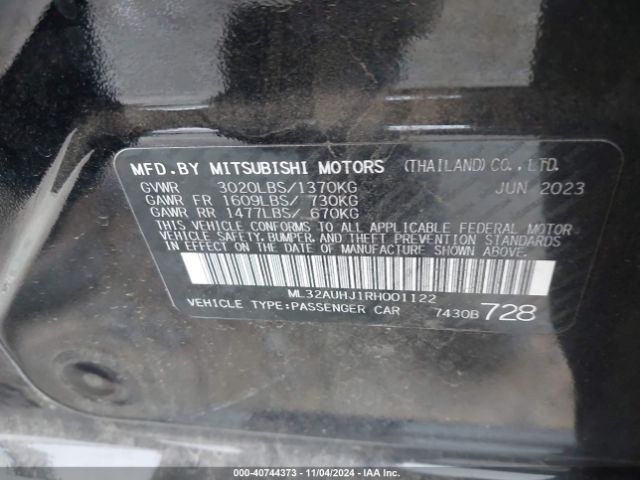 MFD.BY MITSUBISHI MOTORS (THAILAND)CO.,LTD.
GVWR 3020LBS/1370KG JUN 2023
GAWR FR 1609LBS/ 730KG
GAWR RR 1477LBS/ 670KG
THIS VEHICLE CONFORMS TO ALL APPLICABLE FEDERAL MOTOR
VEHICLE SAFETY, BUMPER, AND THEFT PREVENTION STANDARDS
IN EFFECT ON THE DATE OF MANUFACTURE SHOWN ABOVE.
ML32AUHJ1RH001122
VEHICLE TYPE:PASSENGER CAR 7430B 728
000-40744373 - 11/04/2024 - IAA Inc.